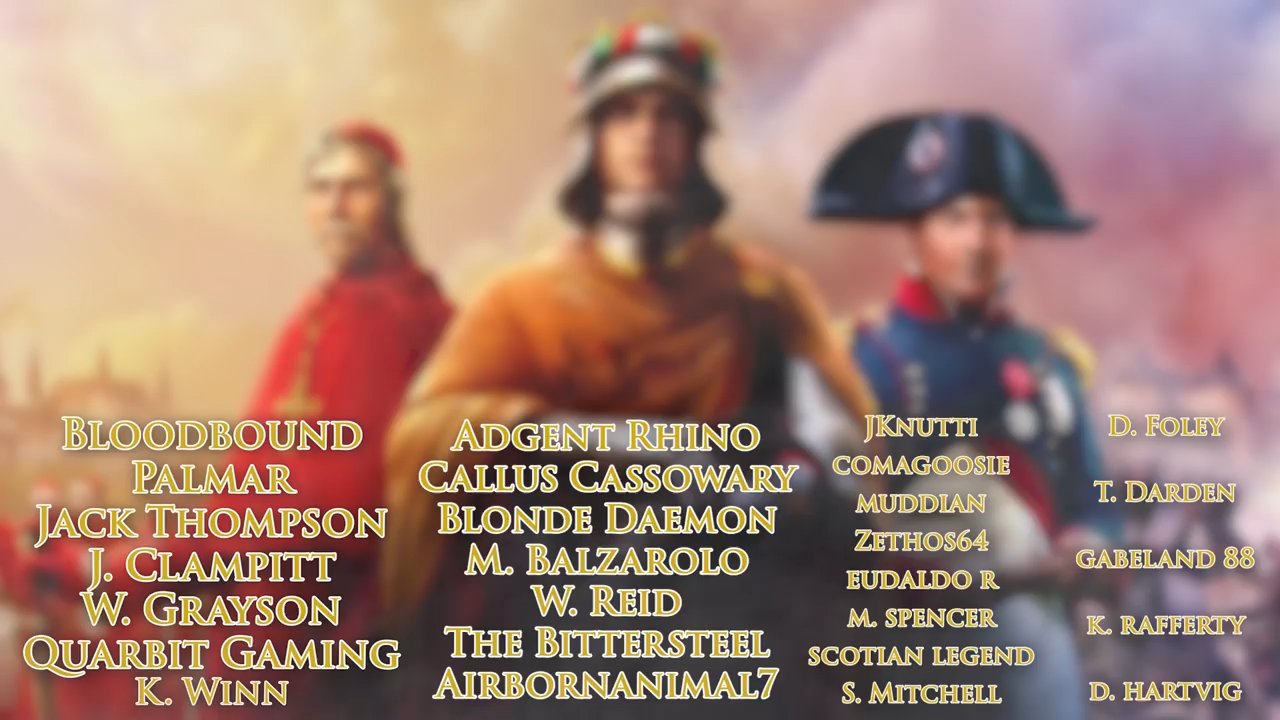 Bloodbound
Palmar
Jack Thompson
J. Clampitt
W. Grayson
Quarbit Gaming
K. Winn
Adgent Rhino
Callus Cassowary
Blonde Daemon
M. Balzarolo
W. Reid
The Bittersteel
Airbornanimal7
JKnutti
comagoosie
muddian
Zethos64
eudaldo r
m. spencer
scotian legend
S. Mitchell
D. Foley
T. Darden
gabeland 88
k. rafferty
d. hartvig